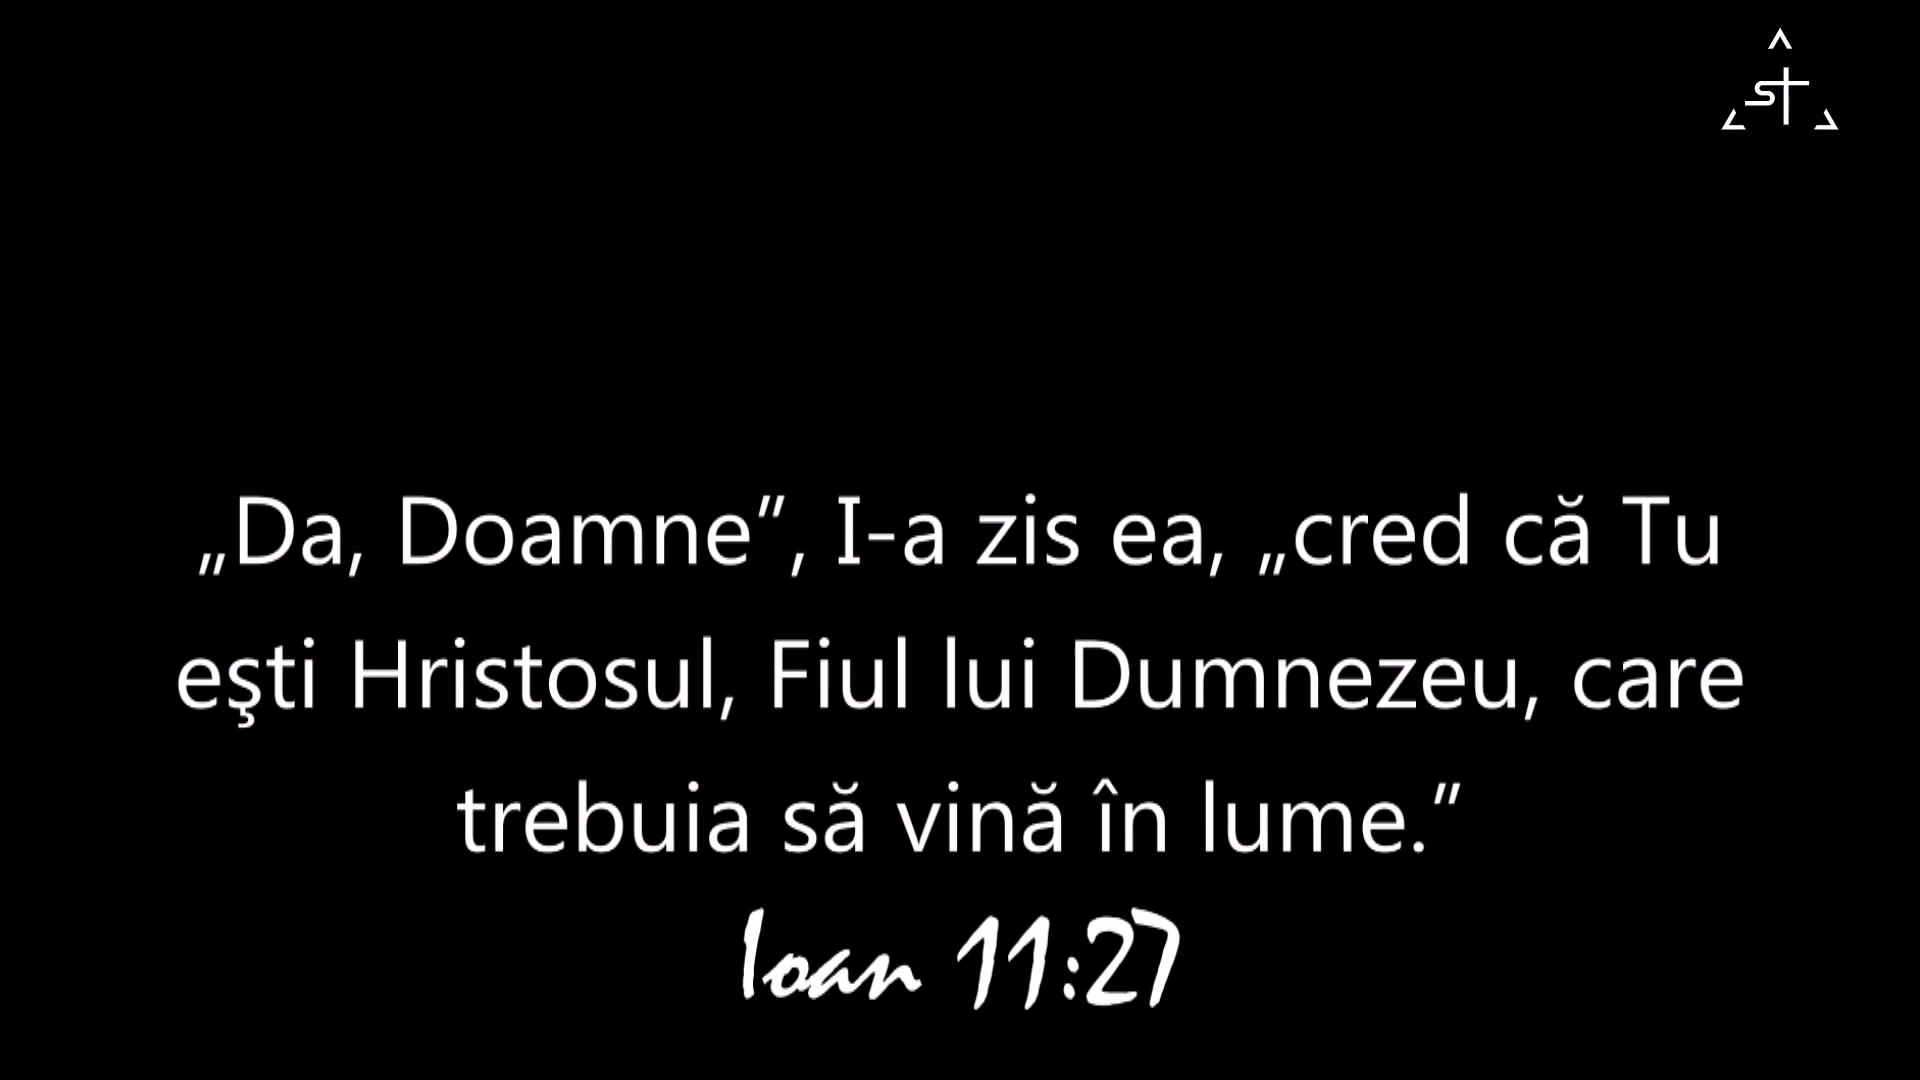 ST
„Da, Doamne”, I-a zis ea, „cred că Tu
eşti Hristosul, Fiul lui Dumnezeu, care
trebuia să vină în lume.”
Ioan 11:27